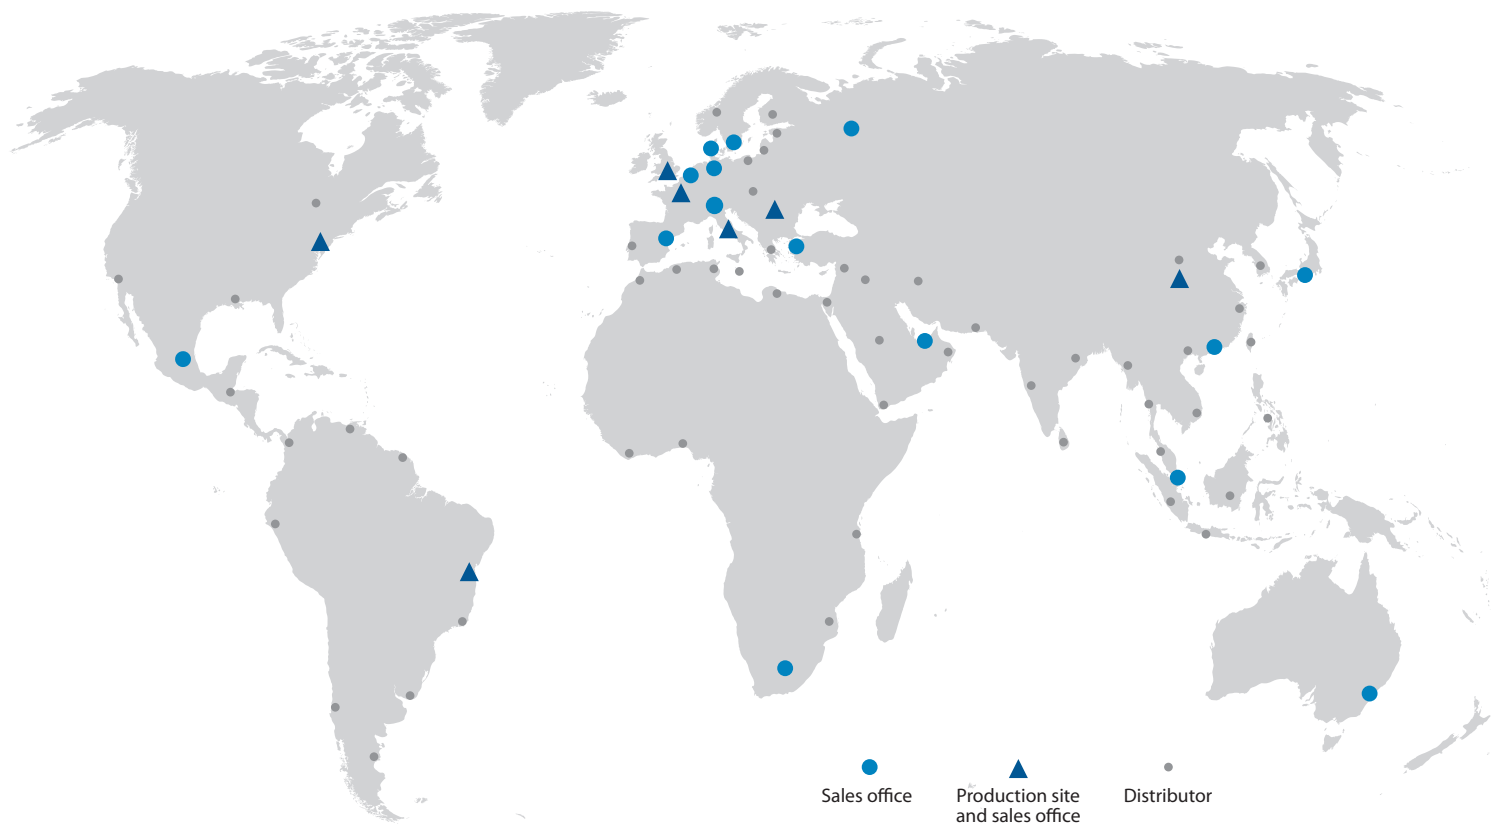 Sales office
Production site
and sales office
Distributor